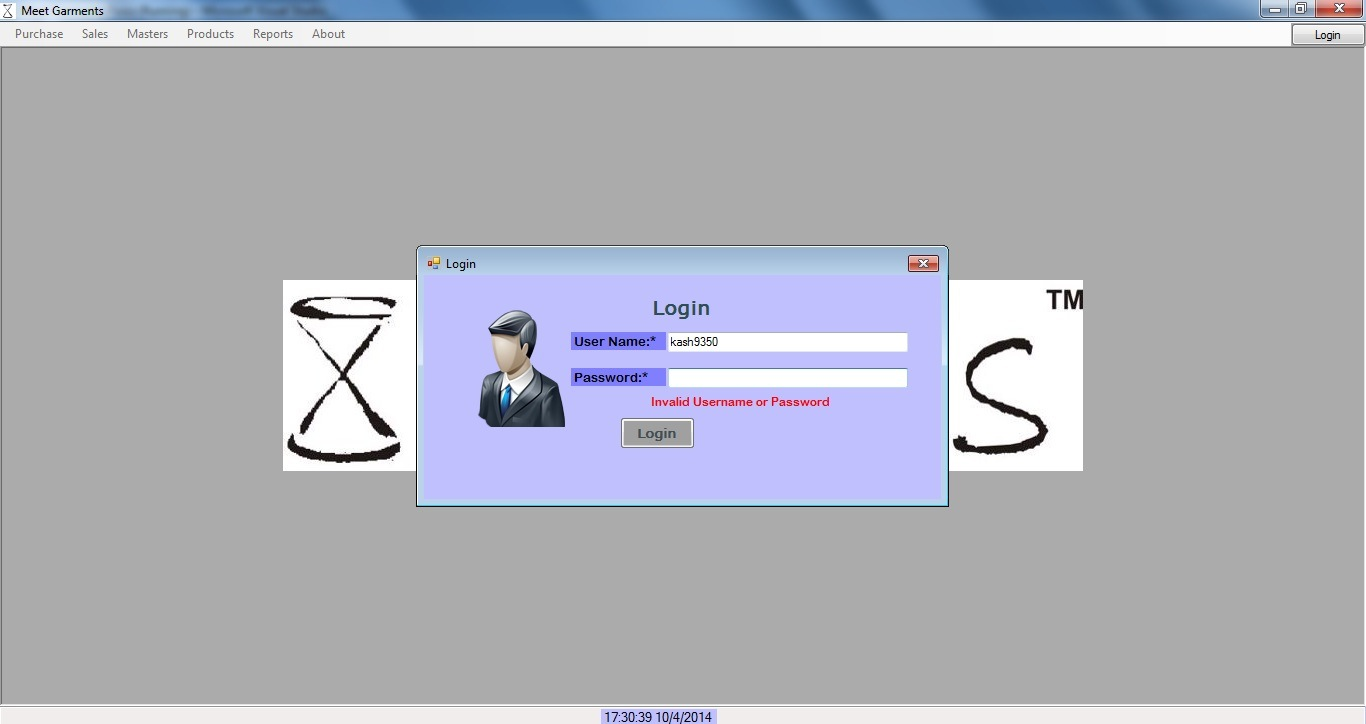 Meet Garments
Purchase Sales Masters Products Reports About Login
Login
TM
Login
User Name:* kash9350
Password:*
Invalid Username or Password
Login
S
17:30:39 10/4/2014